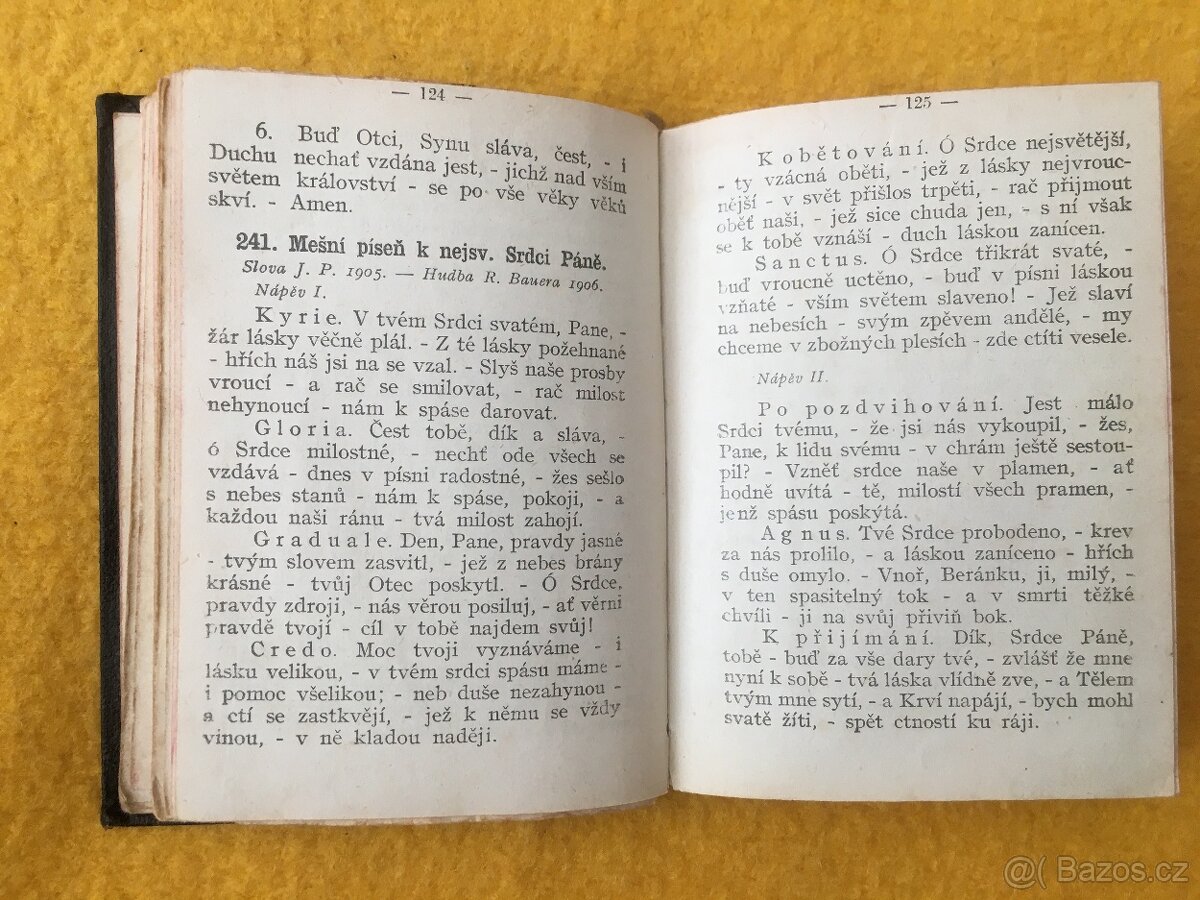 — 124 —
6. Buď Otci, Synu sláva, čest, - i
Duchu nechať vzdána jest, - jichž nad vším
světem království - se po vše věky věků
skví. - Amen.
241. Mešní píseň k nejsv. Srdci Páně.
Slova J. P. 1905. — Hudba R. Bauera 1906.
Nápěv I.
Kyrie. V tvém Srdci svatém, Pane, -
žár lásky věčně plál. - Z té lásky požehnané
- hřích náš jsi na se vzal. - Slyš naše prosby
vroucí - a rač se smilovat, - rač milost
nehynoucí - nám k spáse darovat.
Gloria. Čest tobě, dík a sláva, -
ó Srdce milostné, - nechť ode všech se
vzdává - dnes v písni radostné, - žes sešlo
s nebes stanů - nám k spáse, pokoji, - a
každou naši ránu - tvá milost zahojí.
Graduale. Den, Pane, pravdy jasné
- tvým slovem zasvitl, - jež z nebes brány
krásné - tvůj Otec poskytl. - Ó Srdce,
pravdy zdroji, - nás věrou posiluj, - ať věrni
pravdě tvojí - cíl v tobě najdem svůj!
Credo. Moc tvoji vyznáváme - i
lásku velikou, - v tvém srdci spásu máme -
i pomoc všelikou; - neb duše nezahynou -
a ctí se zastkvějí, - jež k němu se vždy
vinou, - v ně kladou naději.
— 125 —
K obětování. Ó Srdce nejsvětější,
- ty vzácná oběti, - jež z lásky nejvrouc-
nější - v svět přišlos trpěti, - rač přijmout
oběť naši, - jež sice chuda jen, - s ní však
se k tobě vznáší - duch láskou zanícen.
Sanctus. Ó Srdce třikrát svaté, -
buď vroucně uctěno, - buď v písni láskou
vzňaté - vším světem slaveno! - Jež slaví
na nebesích - svým zpěvem andělé, - my
chceme v zbožných plesích - zde ctíti vesele.
Nápěv II.
Po pozdvihování. Jest málo
Srdci tvému, - že jsi nás vykoupil, - žes,
Pane, k lidu svému - v chrám ještě sestou-
pil? - Vzněť srdce naše v plamen, - ať
hodně uvítá - tě, milostí všech pramen, -
jenž spásu poskýtá.
Agnus. Tvé Srdce probodeno, - krev
za nás prolilo, - a láskou zaníceno - hřích
s duše omylo. - Vnoř, Beránku, ji, milý, -
v ten spasitelný tok - a v smrti těžké
chvíli - ji na svůj přiviň bok.
K přijímání. Dík, Srdce Páně,
tobě - buď za vše dary tvé, - zvlášť že mne
nyní k sobě - tvá láska vlídně zve, - a Tělem
tvým mne sytí, - a Krví napájí, - bych mohl
svatě žíti, - spět ctností ku ráji.
Bazos.cz